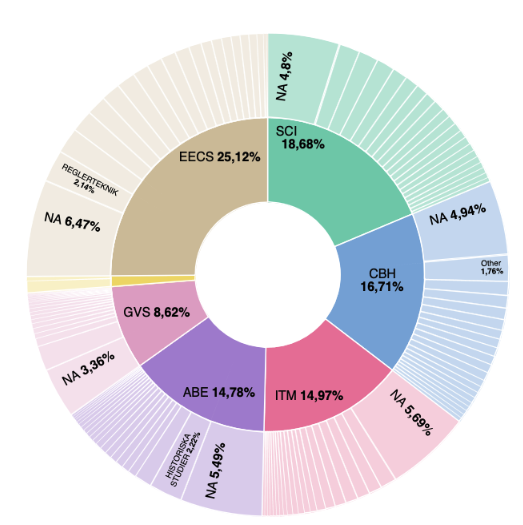 NA 4,8%
SCI
18,68%
EECS 25,12%
REGLERTEKNIK
2,14%
NA 6,47%
NA 4,94%
Other
1,76%
CBH
16,71%
GVS 8,62%
NA 3,36%
ABE 14,78%
ITM 14,97%
NA 5,69%
HISTORISKA
STUDIER 2,22%
NA 5,49%